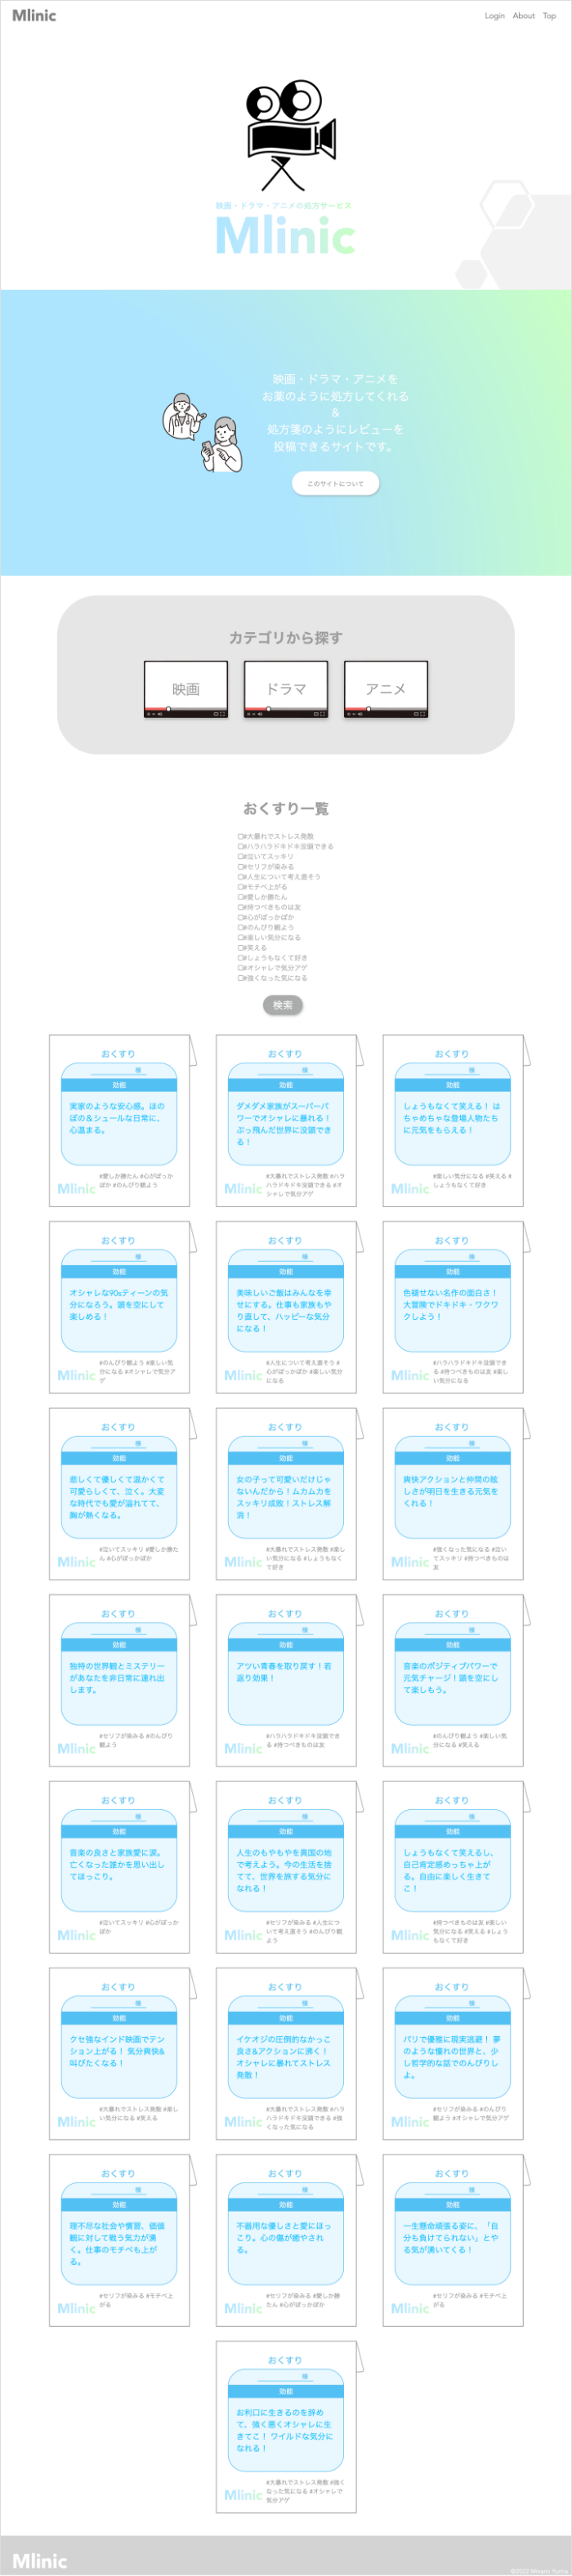 Mlinic
Login About Top
映画・ドラマ・アニメの処方サービス
Mlinic
映画・ドラマ・アニメを
お薬のように処方してくれる
&
処方箋のようにレビューを
投稿できるサイトです。
このサイトについて
カテゴリから探す
映画
ドラマ
アニメ
おくすり一覧
#大暴れでストレス発散
#ハラハラドキドキ没頭できる
#泣いてスッキリ
#セリフが染みる
#人生について考え直そう
#モチベ上がる
#愛しか勝たん
#持つべきものは友
#心がぽっかぽか
#のんびり観よう
#楽しい気分になる
#笑える
#しょうもなくて好き
#オシャレで気分アゲ
#強くなった気になる
検索
おくすり
様
効能
実家のような安心感。ほの
ぼの&シュールな日常に、
心温まる。
#愛しか勝たん #心がぽっか
ぽか #のんびり観よう
Mlinic
おくすり
様
効能
ダメダメ家族がスーパーパ
ワーでオシャレに暴れる！
ぶっ飛んだ世界に没頭でき
る！
#大暴れでストレス発散 #ハラ
ハラドキドキ没頭できる #オ
シャレで気分アゲ
Mlinic
おくすり
様
効能
しょうもなくて笑える！ は
ちゃめちゃな登場人物たち
に元気をもらえる！
#楽しい気分になる #笑える #
しょうもなくて好き
Mlinic
おくすり
様
効能
オシャレな90sティーンの気
分になろう。頭を空にして
楽しめる！
#のんびり観よう #楽しい気
分になる #オシャレで気分ア
ゲ
Mlinic
おくすり
様
効能
美味しいご飯はみんなを幸
せにする。仕事も家族もや
り直して、ハッピーな気分
になる！
#人生について考え直そう #
心がぽっかぽか #楽しい気分
になる
Mlinic
おくすり
様
効能
色褪せない名作の面白さ！
大冒険でドキドキ・ワクワ
クしよう！
#ハラハラドキドキ没頭でき
る #持つべきものは友 #楽し
い気分になる
Mlinic
おくすり
様
効能
悲しくて優しくて温かくて
可愛らしくて、泣く。大変
な時代でも愛が溢れてて、
胸が熱くなる。
#泣いてスッキリ #愛しか勝た
ん #心がぽっかぽか
Mlinic
おくすり
様
効能
女の子って可愛いだけじゃ
ないんだから！ムカムカを
スッキリ成敗！ストレス解
消！
#大暴れでストレス発散 #楽し
い気分になる #しょうもなく
て好き
Mlinic
おくすり
様
効能
爽快アクションと仲間の眩
しさが明日を生きる元気を
くれる！
#強くなった気になる #泣い
てスッキリ #持つべきものは
友
Mlinic
おくすり
様
効能
独特の世界観とミステリー
があなたを非日常に連れ出
します。
#セリフが染みる #のんびり
観よう
Mlinic
おくすり
様
効能
アツい青春を取り戻す！若
返り効果！
#ハラハラドキドキ没頭でき
る #持つべきものは友
Mlinic
おくすり
様
効能
音楽のポジティブパワーで
元気チャージ！頭を空にし
て楽しもう。
#のんびり観よう #楽しい気
分になる #笑える
Mlinic
おくすり
様
効能
音楽の良さと家族愛に涙。
亡くなった誰かを思い出し
てほっこり。
#泣いてスッキリ #心がぽっか
ぽか
Mlinic
おくすり
様
効能
人生のもやもやを異国の地
で考えよう。今の生活を捨
てて、世界を旅する気分に
なれる！
#セリフが染みる #人生につ
いて考え直そう #のんびり観
よう
Mlinic
おくすり
様
効能
しょうもなくて笑えるし、
自己肯定感めっちゃ上が
る。自由に楽しく生きて
こ！
#持つべきものは友 #楽しい
気分になる #笑える #しょう
もなくて好き
Mlinic
おくすり
様
効能
クセ強なインド映画でテン
ション上がる！ 気分爽快&
叫びたくなる！
#大暴れでストレス発散 #楽し
い気分になる #笑える
Mlinic
おくすり
様
効能
イケオジの圧倒的なかっこ
良さ&アクションに沸く！
オシャレに暴れてストレス
発散！
#大暴れでストレス発散 #ハラ
ハラドキドキ没頭できる #強
くなった気になる
Mlinic
おくすり
様
効能
パリで優雅に現実逃避！ 夢
のような憧れの世界と、少
し哲学的な話でのんびりし
よ。
#セリフが染みる #のんびり
観よう #オシャレで気分アゲ
Mlinic
おくすり
様
効能
理不尽な社会や慣習、価値
観に対して戦う気力が湧
く。仕事のモチベも上が
る。
#セリフが染みる #モチベ上
がる
Mlinic
おくすり
様
効能
不器用な優しさと愛にほっ
こり。心の傷が癒やされ
る。
#セリフが染みる #愛しか勝
たん #心がぽっかぽか
Mlinic
おくすり
様
効能
一生懸命頑張る姿に、「自
分も負けてられない」とや
る気が湧いてくる！
#セリフが染みる #モチベ上
がる
Mlinic
おくすり
様
効能
お利口に生きるのを辞め
て、強く悪くオシャレに生
きてこ！ ワイルドな気分に
なれる！
#大暴れでストレス発散 #強く
なった気になる #オシャレで
気分アゲ
Mlinic
Mlinic